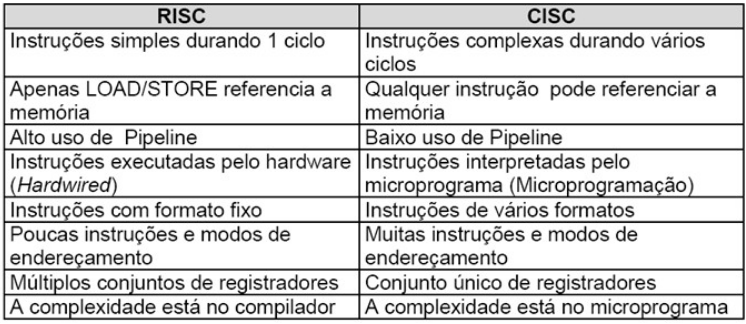 RISC
CISC
Instruções simples durando 1 ciclo
Instruções complexas durando vários
ciclos
Apenas LOAD/STORE referencia a
memória
Qualquer instrução pode referenciar a
memória
Alto uso de Pipeline
Baixo uso de Pipeline
Instruções executadas pelo hardware
(Hardwired)
Instruções interpretadas pelo
microprograma (Microprogramação)
Instruções com formato fixo
Instruções de vários formatos
Poucas instruções e modos de
endereçamento
Muitas instruções e modos de
endereçamento
Múltiplos conjuntos de registradores
Conjunto único de registradores
A complexidade está no compilador
A complexidade está no microprograma